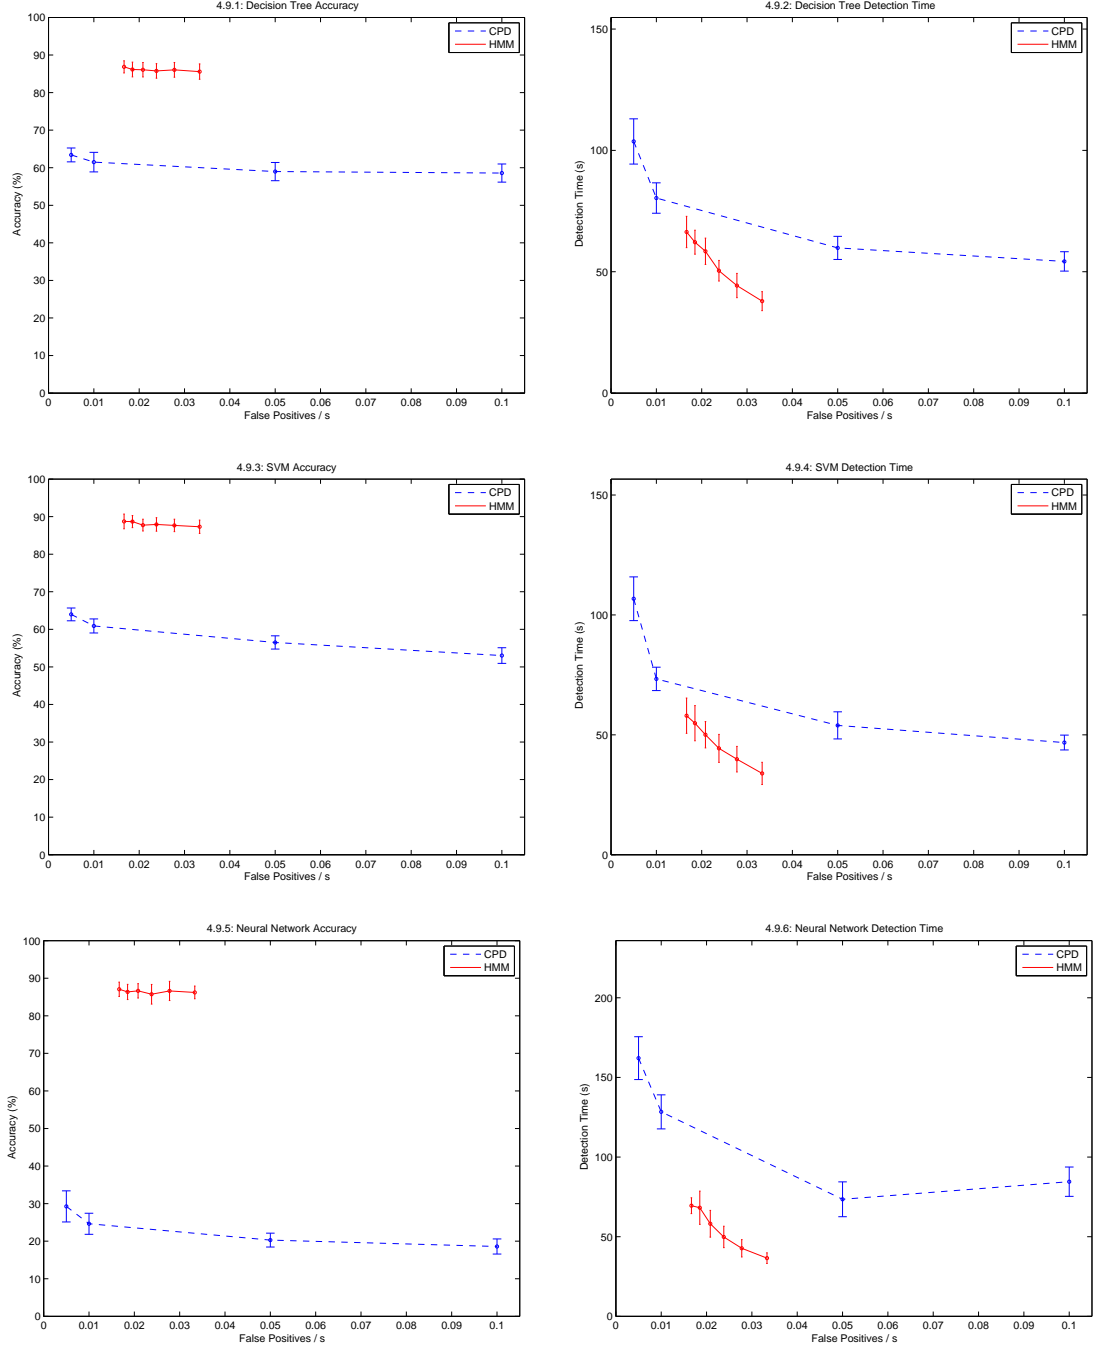 4.9.1: Decision Tree Accuracy
100
90
80
70
60
50
40
30
20
10
0
Accuracy (%)
0 0.01 0.02 0.03 0.04 0.05 0.06 0.07 0.08 0.09 0.1
False Positives / s
CPD
HMM
4.9.2: Decision Tree Detection Time
150
100
50
0
Detection Time (s)
0 0.01 0.02 0.03 0.04 0.05 0.06 0.07 0.08 0.09 0.1
False Positives / s
CPD
HMM
4.9.3: SVM Accuracy
100
90
80
70
60
50
40
30
20
10
0
Accuracy (%)
0 0.01 0.02 0.03 0.04 0.05 0.06 0.07 0.08 0.09 0.1
False Positives / s
CPD
HMM
4.9.4: SVM Detection Time
150
100
50
0
Detection Time (s)
0 0.01 0.02 0.03 0.04 0.05 0.06 0.07 0.08 0.09 0.1
False Positives / s
CPD
HMM
4.9.5: Neural Network Accuracy
100
90
80
70
60
50
40
30
20
10
0
Accuracy (%)
0 0.01 0.02 0.03 0.04 0.05 0.06 0.07 0.08 0.09 0.1
False Positives / s
CPD
HMM
4.9.6: Neural Network Detection Time
200
150
100
50
0
Detection Time (s)
0 0.01 0.02 0.03 0.04 0.05 0.06 0.07 0.08 0.09 0.1
False Positives / s
CPD
HMM